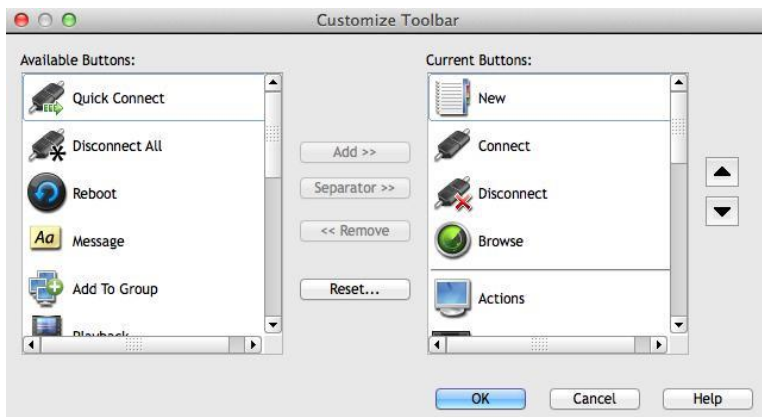 Customize Toolbar
Available Buttons:
Quick Connect
Disconnect All
Reboot
Aa
Message
Add To Group
Playback
Add >>
Separator >>
<< Remove
Reset...
Current Buttons:
New
Connect
Disconnect
Browse
Actions
OK
Cancel
Help